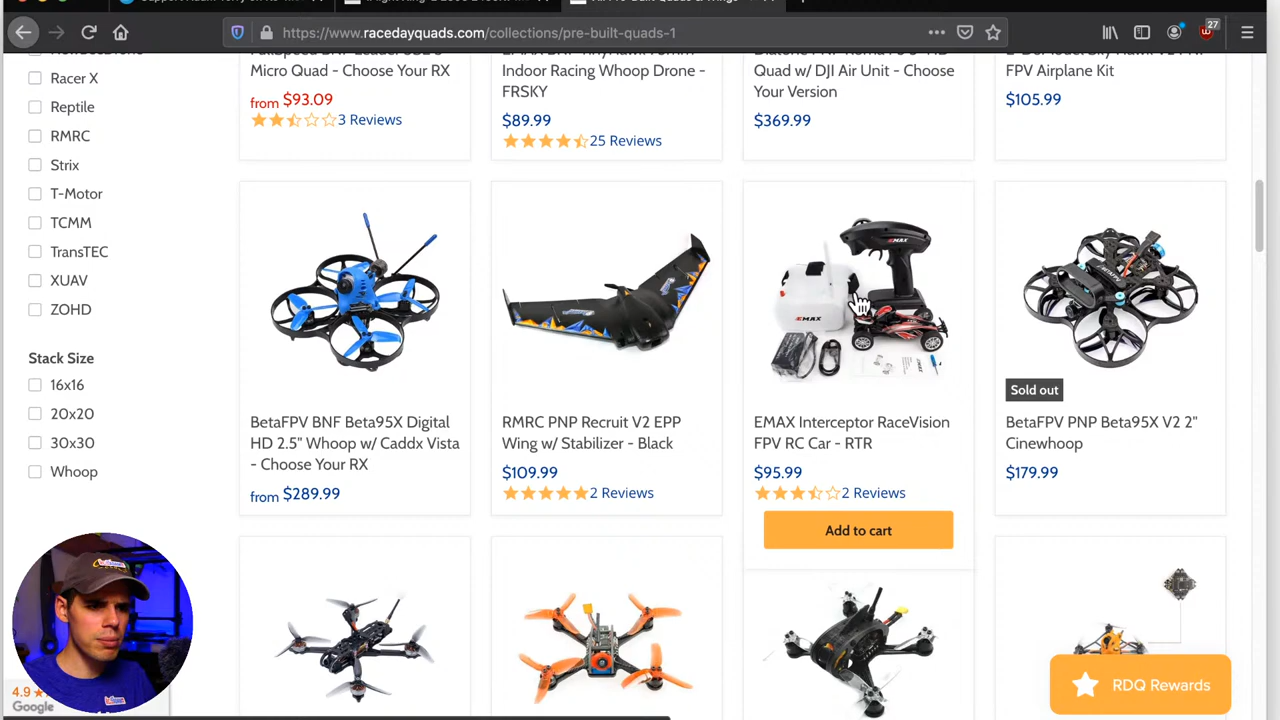 https://www.racedayquads.com/collections/pre-built-quads-1
27
Racer X
Reptile
RMRC
Strix
T-Motor
TCMM
TransTEC
XUAV
ZOHD
Stack Size
16x16
20x20
30x30
Whoop
Micro Quad - Choose Your RX
from $93.09
3 Reviews
Indoor Racing Whoop Drone -
FRSKY
$89.99
25 Reviews
Quad w/ DJI Air Unit - Choose
Your Version
$369.99
FPV Airplane Kit
$105.99
BetaFPV BNF Beta95X Digital
HD 2.5" Whoop w/ Caddx Vista
- Choose Your RX
from $289.99
RMRC PNP Recruit V2 EPP
Wing w/ Stabilizer - Black
$109.99
2 Reviews
EMAX
EMAX
EMAX Interceptor RaceVision
FPV RC Car - RTR
$95.99
2 Reviews
Add to cart
Sold out
BetaFPV PNP Beta95X V2 2"
Cinewhoop
$179.99
4.9
Google
RDQ Rewards